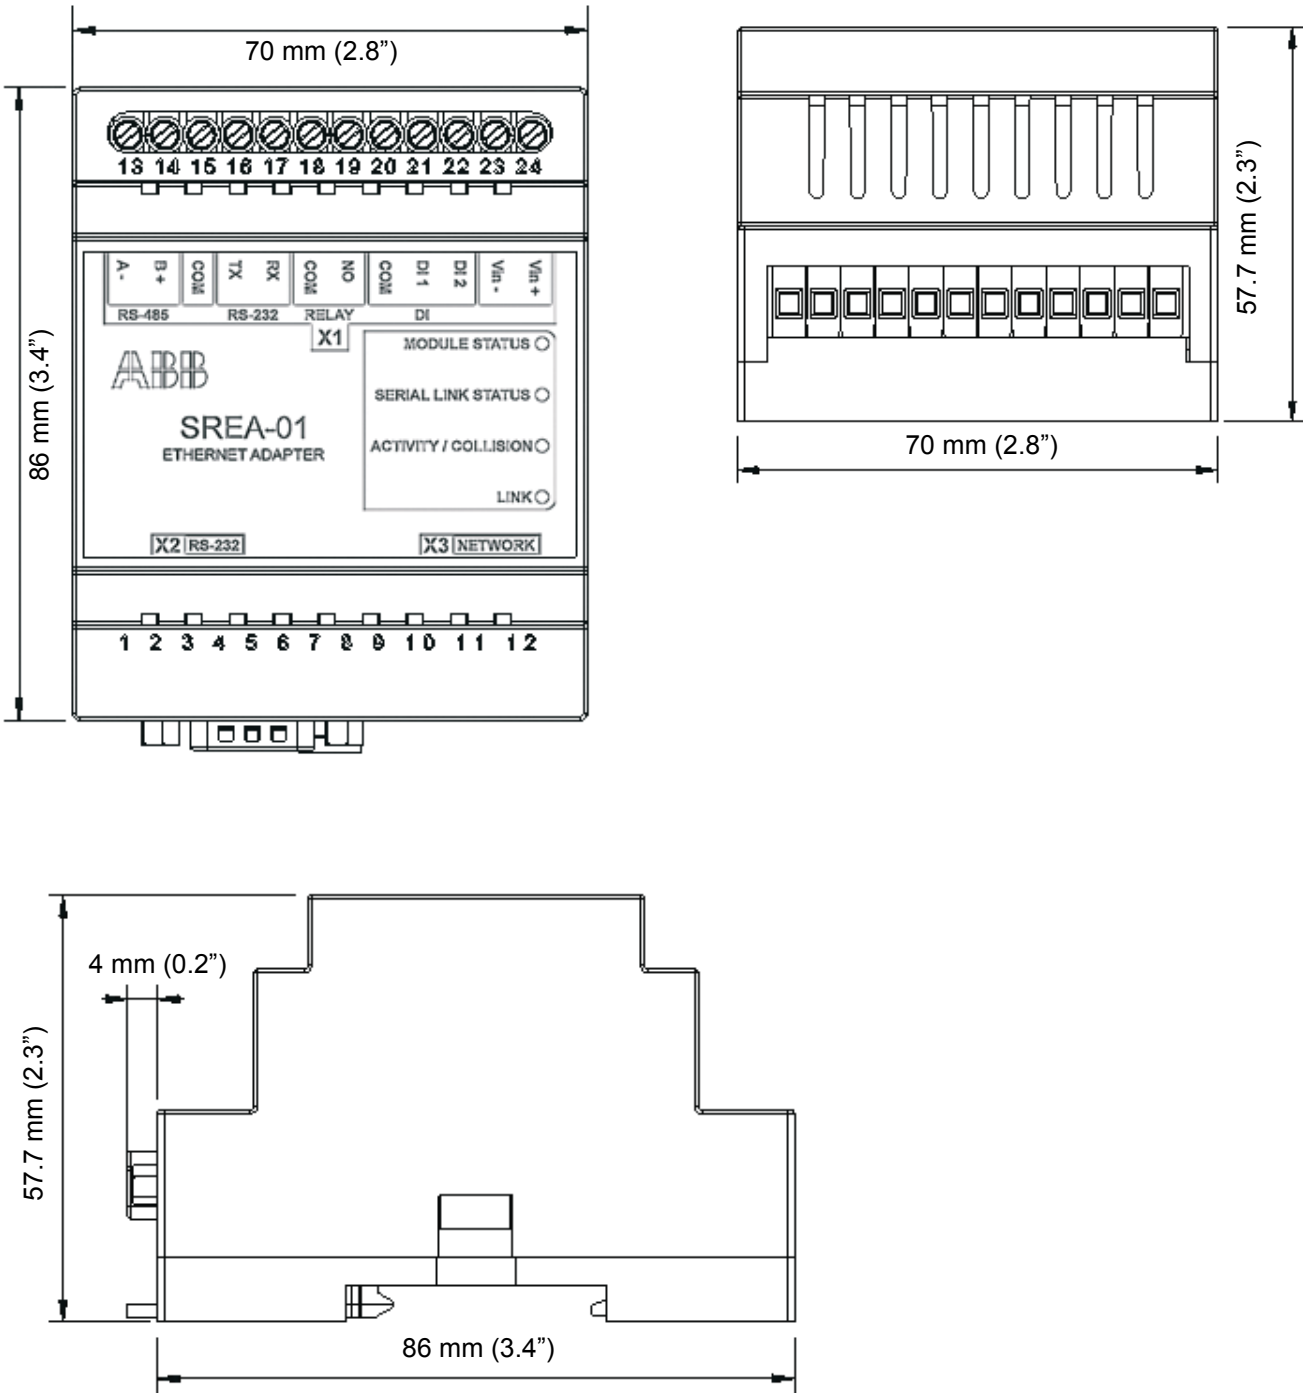 70 mm (2.8”)
13 14 15 16 17 18 19 20 21 22 23 24
A - B + COM TX RX COM NO COM DI 1 DI 2 Vin - Vin +
RS-485 RS-232 RELAY DI
X1
MODULE STATUS
ABB
SERIAL LINK STATUS
SREA-01
ETHERNET ADAPTER
ACTIVITY / COLLISION
LINK
X2 RS-232 X3 NETWORK
1 2 3 4 5 6 7 8 9 10 11 12
86 mm (3.4”)
57.7 mm (2.3”)
70 mm (2.8”)
4 mm (0.2”)
57.7 mm (2.3”)
86 mm (3.4”)